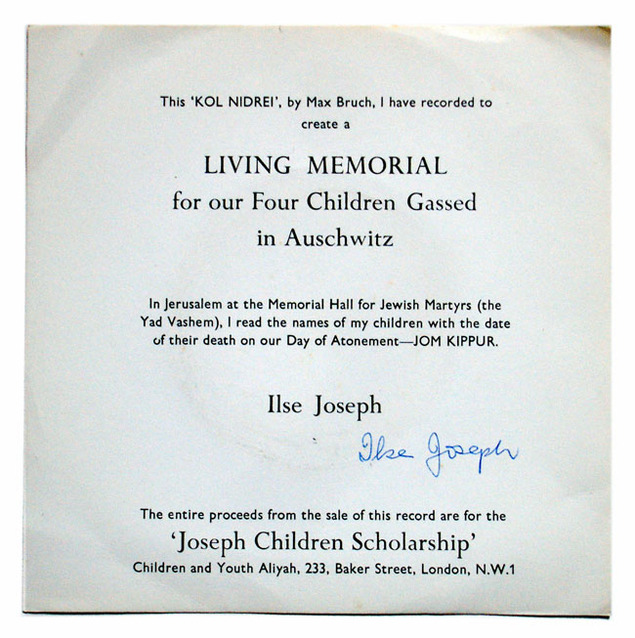 This 'KOL NIDREI', by Max Bruch, I have recorded to
create a
LIVING MEMORIAL
for our Four Children Gassed
in Auschwitz
In Jerusalem at the Memorial Hall for Jewish Martyrs (the
Yad Vashem), I read the names of my children with the date
of their death on our Day of Atonement—JOM KIPPUR.
Ilse Joseph
Ilse Joseph
The entire proceeds from the sale of this record are for the
'Joseph Children Scholarship'
Children and Youth Aliyah, 233, Baker Street, London, N.W.1